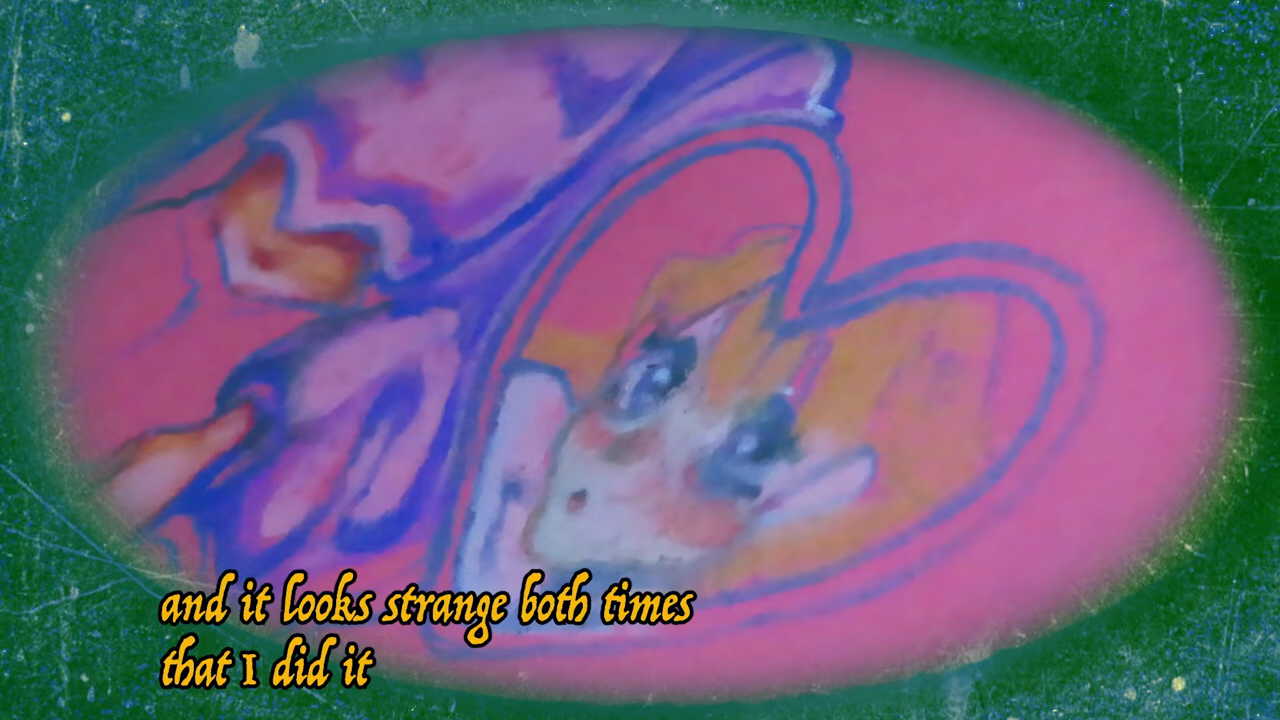 and it looks strange both times
that I did it